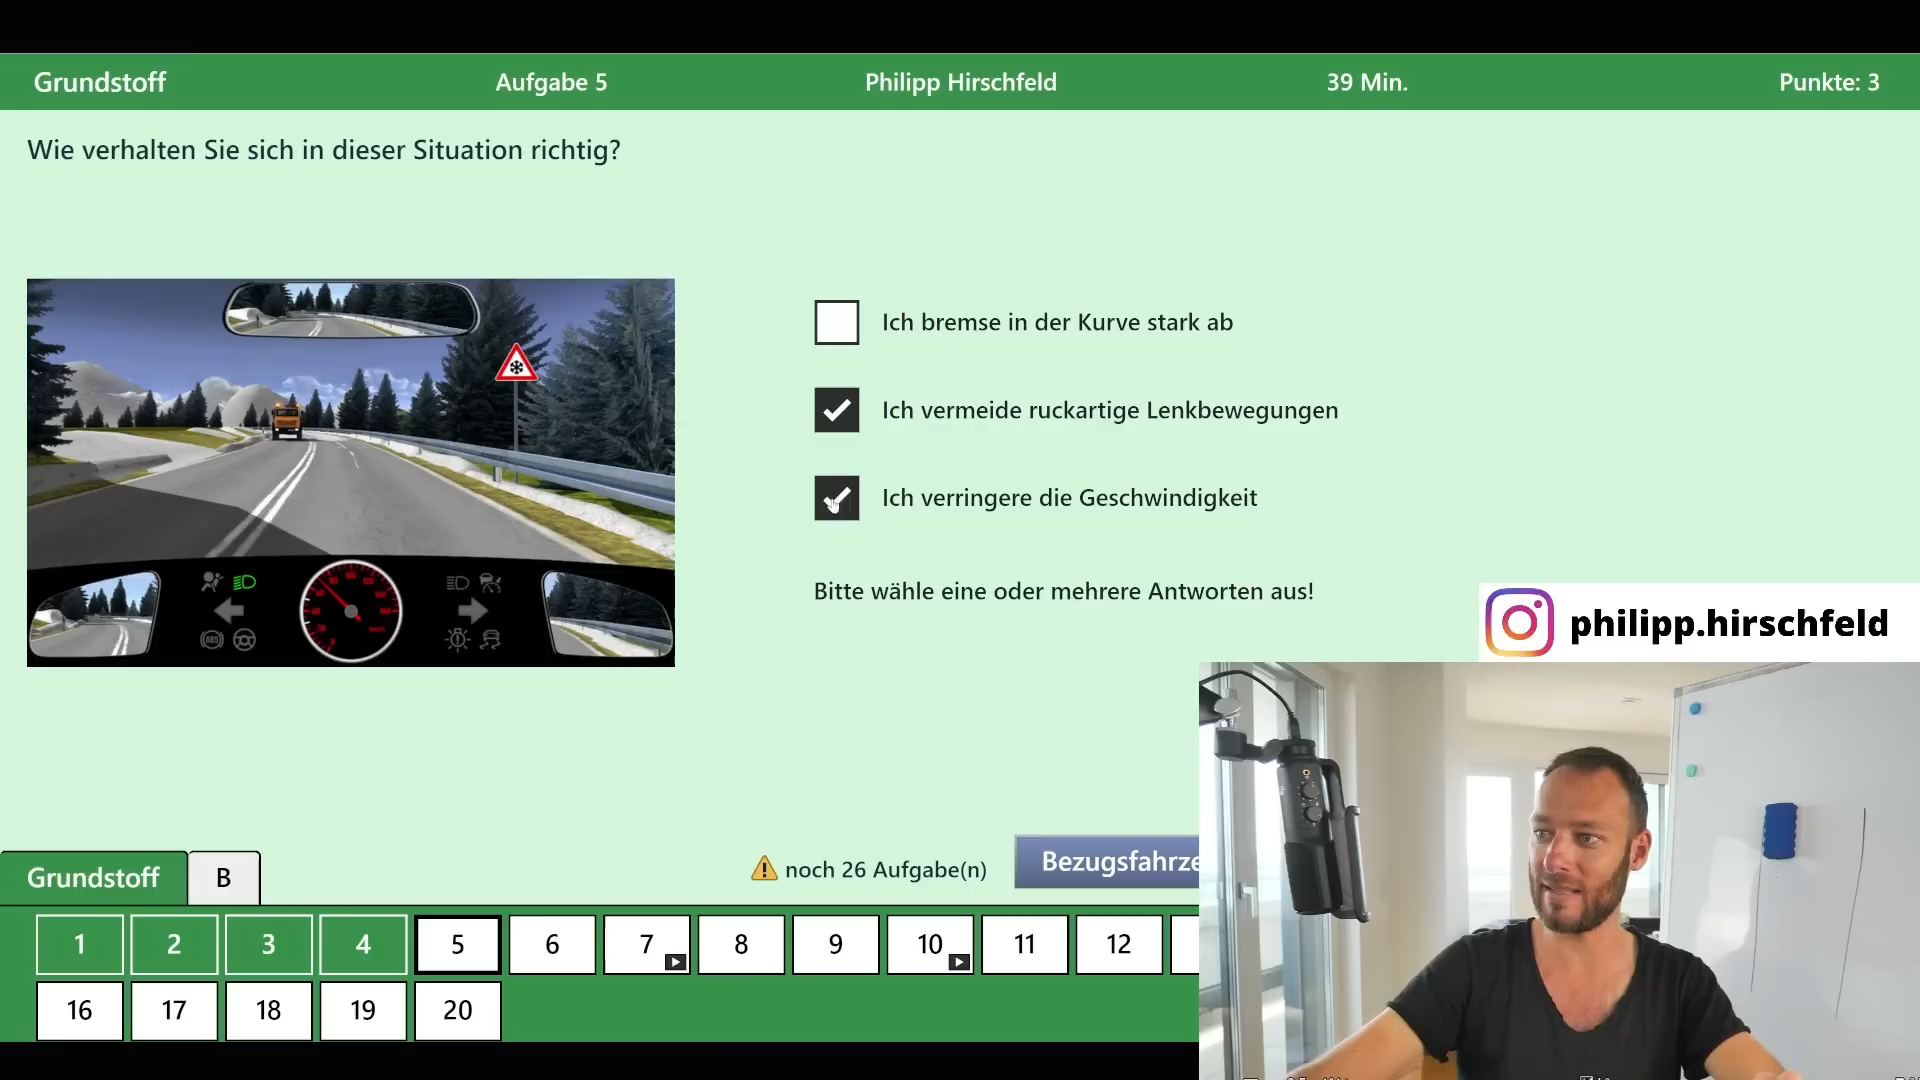 Grundstoff Aufgabe 5 Philipp Hirschfeld 39 Min. Punkte: 3
Wie verhalten Sie sich in dieser Situation richtig?
Ich bremse in der Kurve stark ab
Ich vermeide ruckartige Lenkbewegungen
Ich verringere die Geschwindigkeit
Bitte wähle eine oder mehrere Antworten aus!
philipp.hirschfeld
Grundstoff B
noch 26 Aufgabe(n)
Bezugsfahrze
1 2 3 4 5 6 7 8 9 10 11 12
16 17 18 19 20